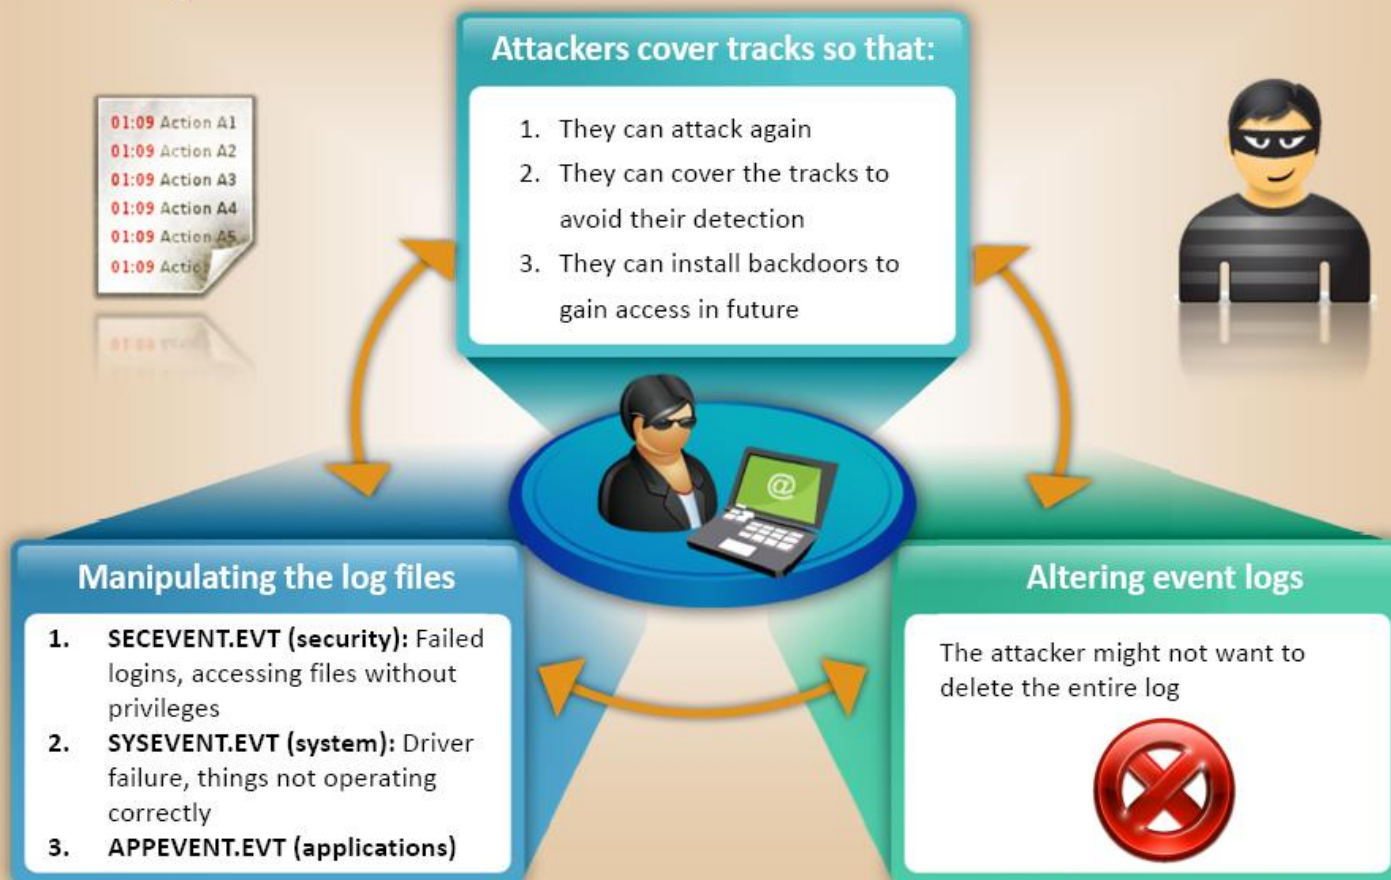 Attackers cover tracks so that:
1. They can attack again
2. They can cover the tracks to
avoid their detection
3. They can install backdoors to
gain access in future
01:09 Action A1
01:09 Action A2
01:09 Action A3
01:09 Action A4
01:09 Action A5
01:09 Actio
@
Manipulating the log files
1. SECEVENT.EVT (security): Failed
logins, accessing files without
privileges
2. SYSEVENT.EVT (system): Driver
failure, things not operating
correctly
3. APPEVENT.EVT (applications)
Altering event logs
The attacker might not want to
delete the entire log